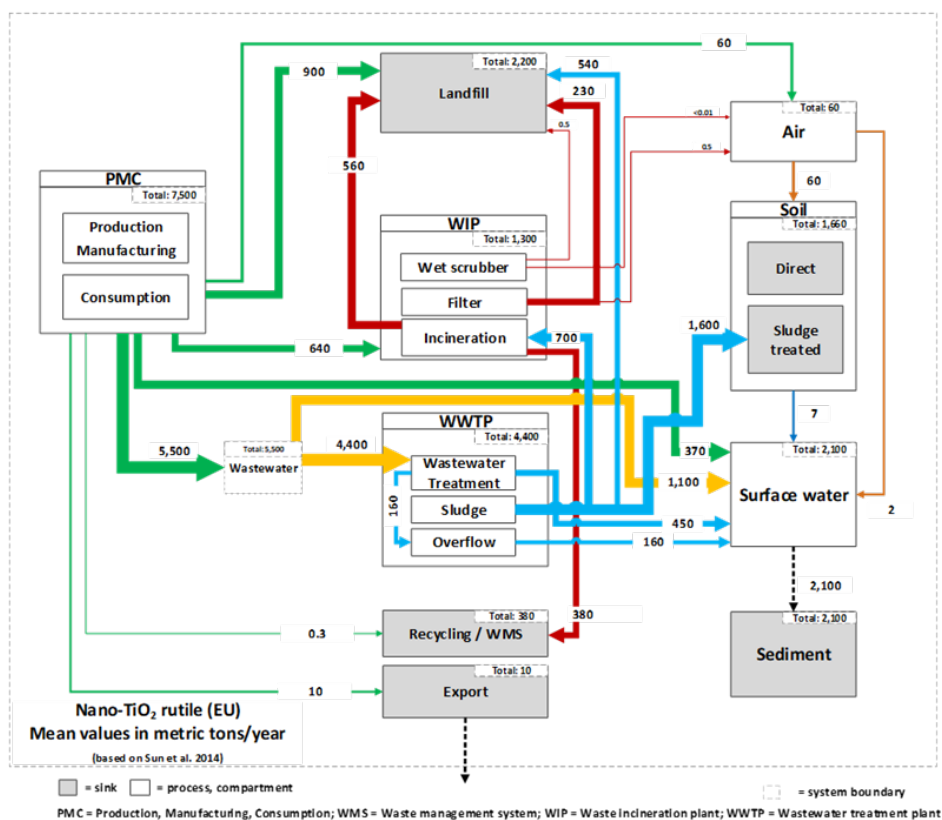 60
Total: 2,200
900
540
Landfill
230
Total: 60
<0.01
Air
0.5
0.5
560
PMC
60
Total: 7,500
Soil
WIP
Total: 1,660
Production
Manufacturing
Total: 1,300
Direct
Wet scrubber
Consumption
Filter
1,600
Sludge
treated
Incineration
700
640
WWTP
7
Total: 4,400
5,500
Total: 5,500
4,400
370
Total: 2,100
Wastewater
Wastewater
Treatment
1,100
Surface water
160
Sludge
2
450
Overflow
160
2,100
Total: 380
380
Total: 2,100
0.3
Recycling / WMS
Sediment
Total: 10
10
Export
Nano-TiO₂ rutile (EU)
Mean values in metric tons/year
(based on Sun et al. 2014)
= sink
= process, compartment
= system boundary
PMC = Production, Manufacturing, Consumption; WMS = Waste management system; WIP = Waste incineration plant; WWTP = Wastewater treatment plant